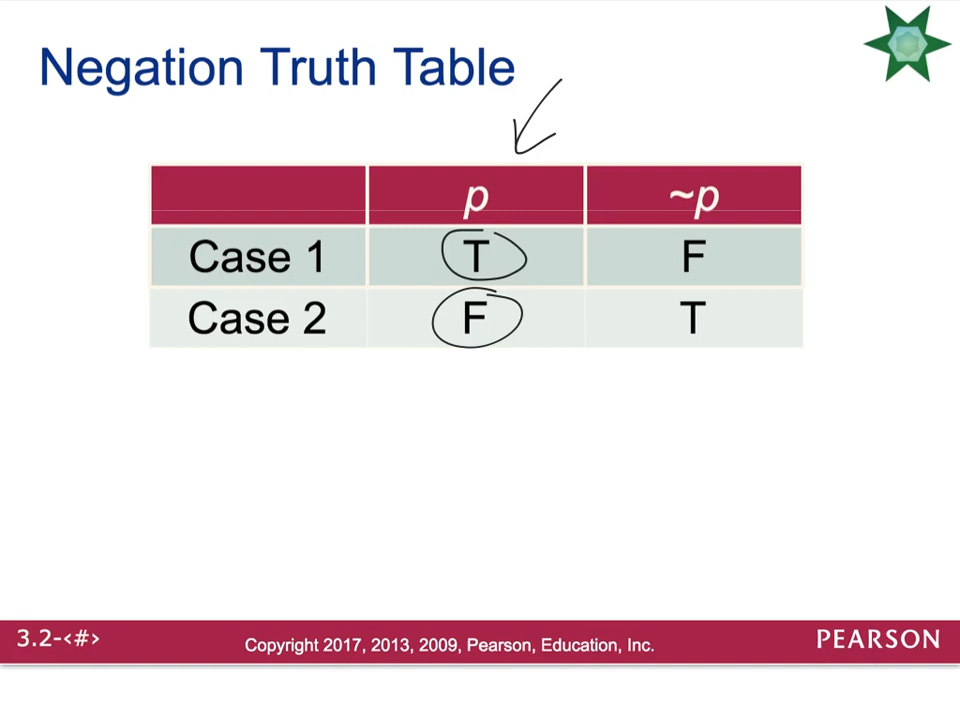 Negation Truth Table
p ~p
Case 1 T F
Case 2 F T
3.2-<#>
Copyright 2017, 2013, 2009, Pearson, Education, Inc.
PEARSON